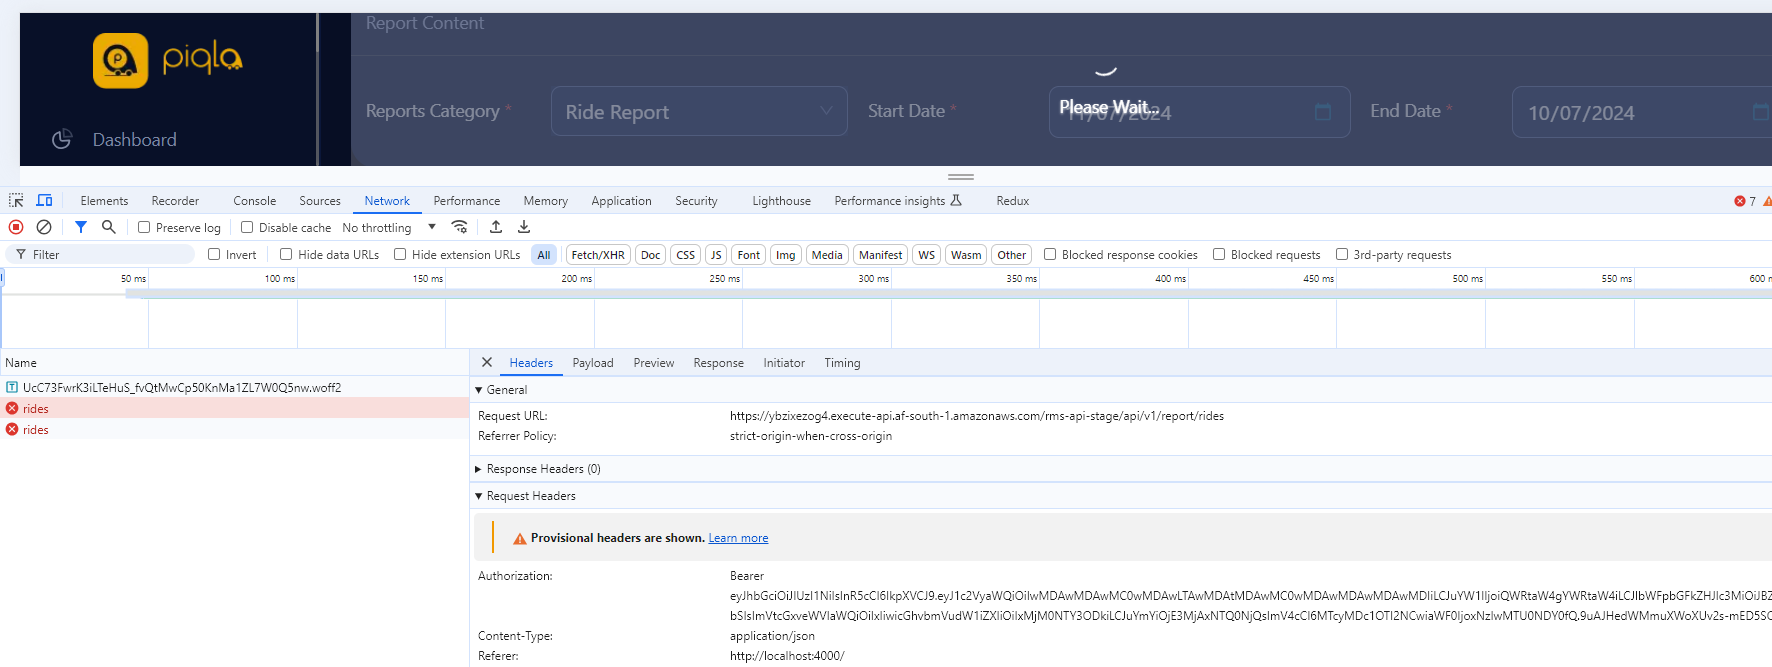 Report Content
piqla
Reports Category *
Ride Report
Start Date *
Please Wait...
11/07/2024
End Date *
10/07/2024
Dashboard
Elements Recorder Console Sources Network Performance Memory Application Security Lighthouse Performance insights Redux 7
Preserve log Disable cache No throttling
Filter Invert Hide data URLs Hide extension URLs All Fetch/XHR Doc CSS JS Font Img Media Manifest WS Wasm Other Blocked response cookies Blocked requests 3rd-party requests
50 ms 100 ms 150 ms 200 ms 250 ms 300 ms 350 ms 400 ms 450 ms 500 ms 550 ms 600
Name
Headers Payload Preview Response Initiator Timing
UcC73FwrK3iLTeHuS_fvQtMwCp50KnMa1ZL7W0Q5nw.woff2
rides
rides
▼ General
Request URL: https://ybzixezog4.execute-api.af-south-1.amazonaws.com/rms-api-stage/api/v1/report/rides
Referrer Policy: strict-origin-when-cross-origin
▶ Response Headers (0)
▼ Request Headers
Provisional headers are shown. Learn more
Authorization: Bearer
Content-Type: application/json
Referer: http://localhost:4000/